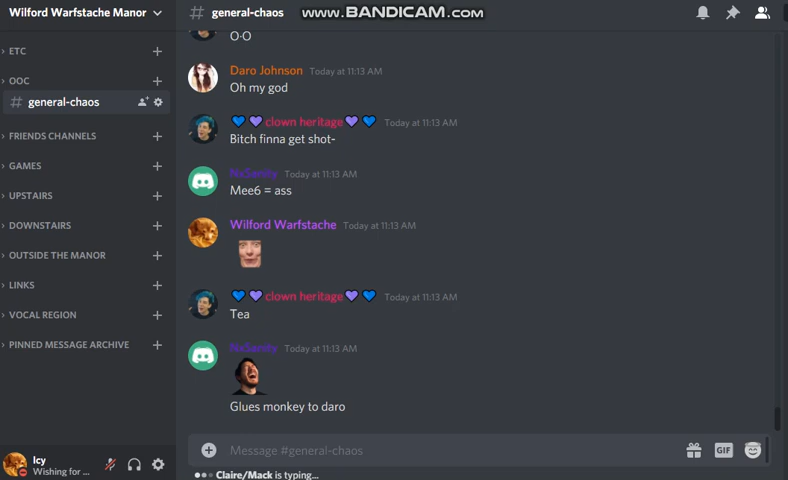 Wilford Warfstache Manor
ETC
OOC
# general-chaos
FRIENDS CHANNELS
GAMES
UPSTAIRS
DOWNSTAIRS
OUTSIDE THE MANOR
LINKS
VOCAL REGION
PINNED MESSAGE ARCHIVE
Icy
Wishing for ...
# general-chaos
www.BANDICAM.com
O·O
Daro Johnson Today at 11:13 AM
Oh my god
💙💜clown heritage💜💙 Today at 11:13 AM
Bitch finna get shot-
NxSanity Today at 11:13 AM
Mee6 = ass
Wilford Warfstache Today at 11:13 AM
💙💜clown heritage💜💙 Today at 11:13 AM
Tea
NxSanity Today at 11:13 AM
Glues monkey to daro
Message #general-chaos
GIF
Claire/Mack is typing...